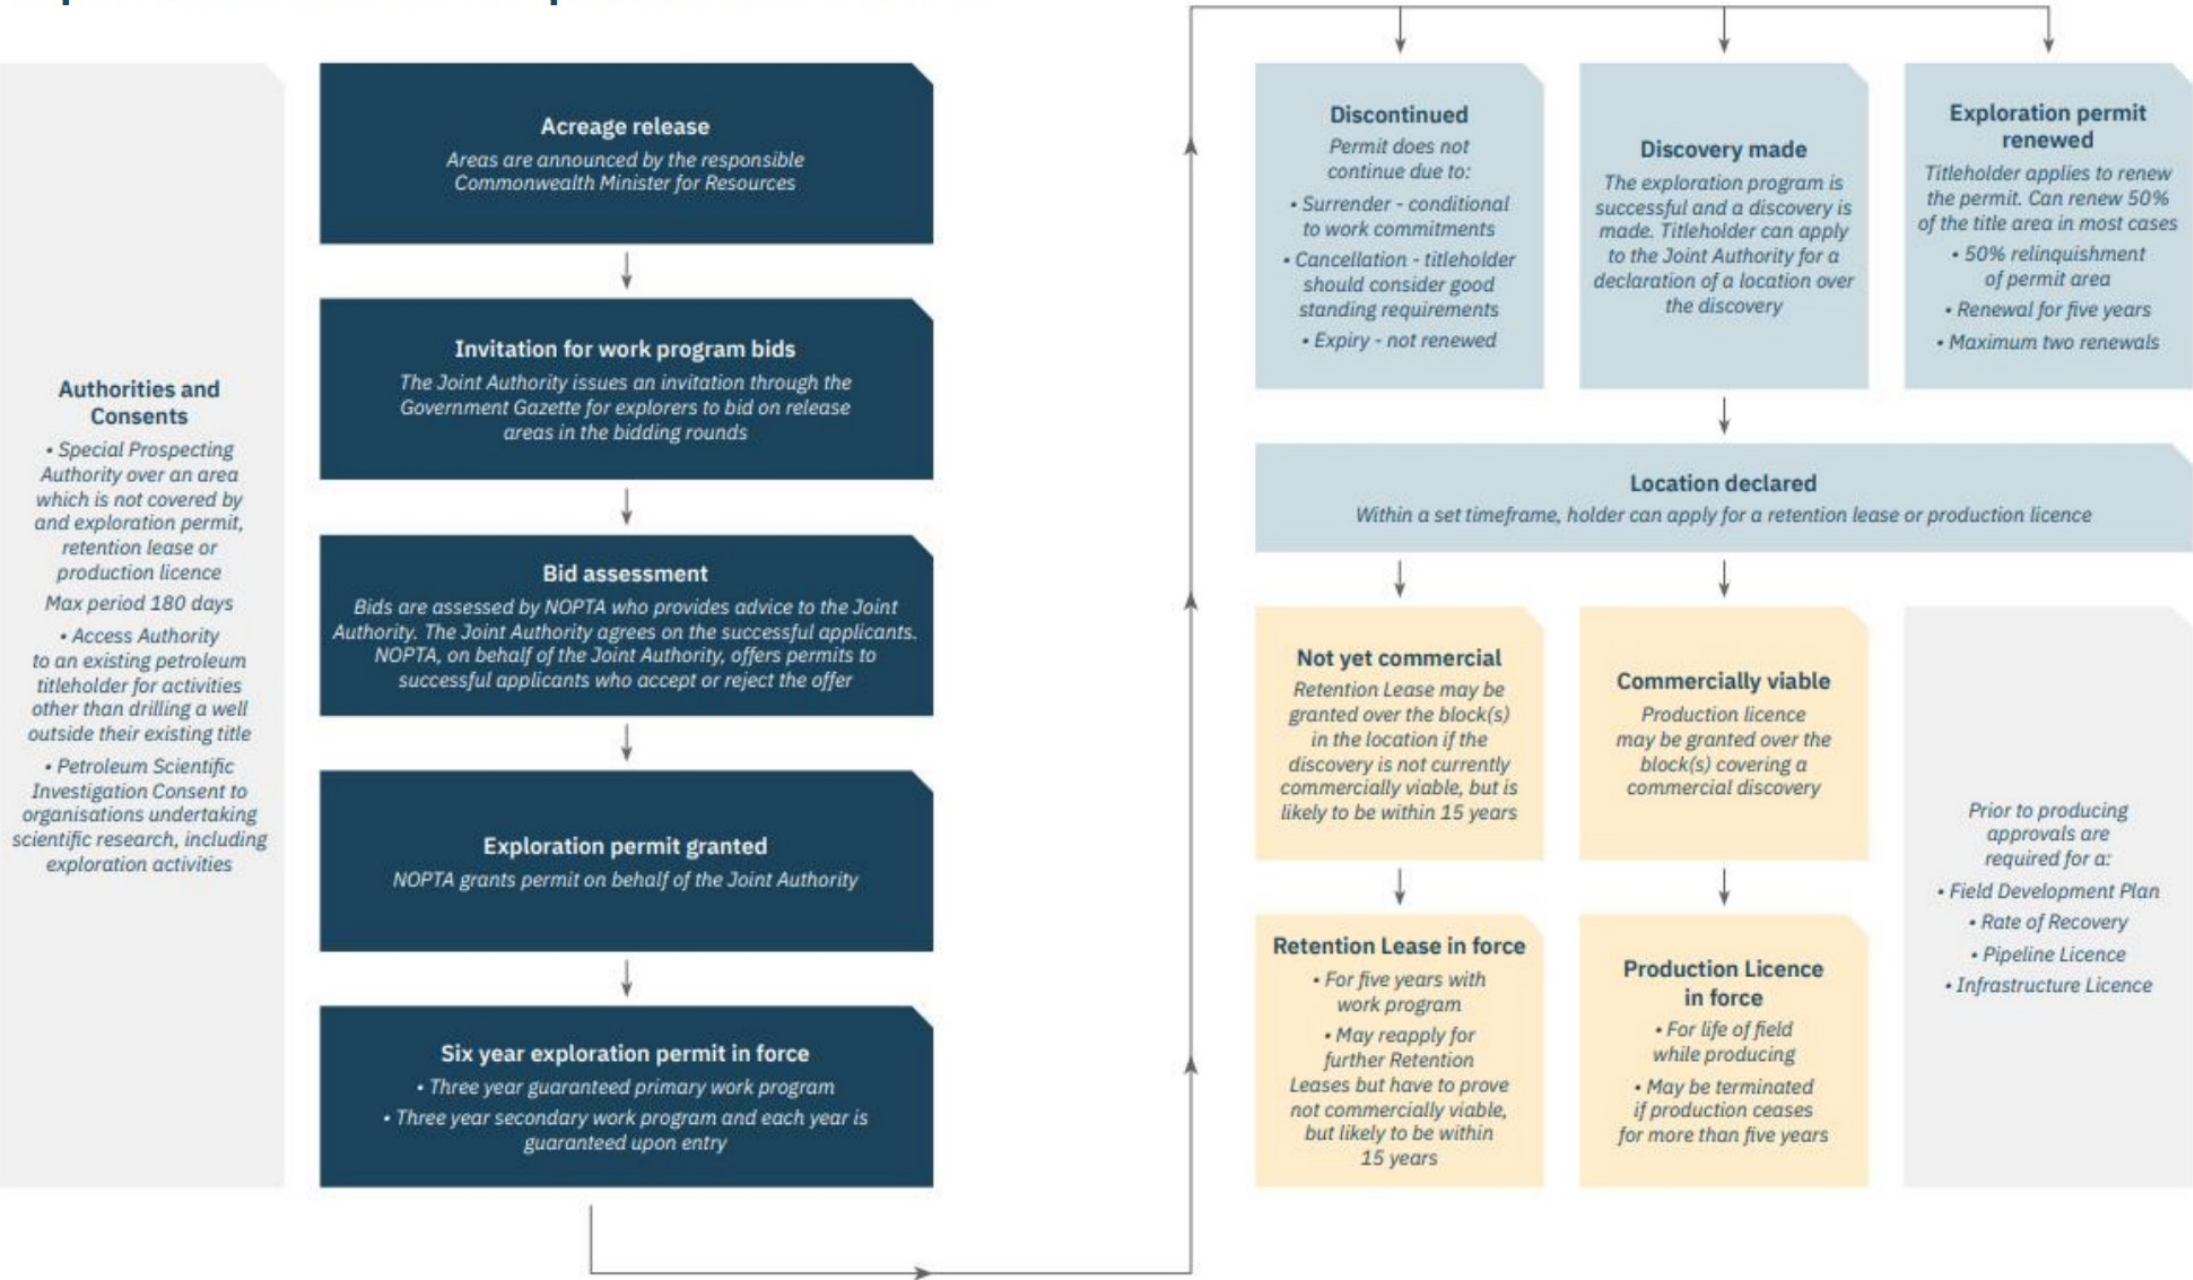 Authorities and
Consents
• Special Prospecting
Authority over an area
which is not covered by
and exploration permit,
retention lease or
production licence
Max period 180 days
• Access Authority
to an existing petroleum
titleholder for activities
other than drilling a well
outside their existing title
• Petroleum Scientific
Investigation Consent to
organisations undertaking
scientific research, including
exploration activities
Acreage release
Areas are announced by the responsible
Commonwealth Minister for Resources
Invitation for work program bids
The Joint Authority issues an invitation through the
Government Gazette for explorers to bid on release
areas in the bidding rounds
Bid assessment
Bids are assessed by NOPTA who provides advice to the Joint
Authority. The Joint Authority agrees on the successful applicants.
NOPTA, on behalf of the Joint Authority, offers permits to
successful applicants who accept or reject the offer
Exploration permit granted
NOPTA grants permit on behalf of the Joint Authority
Six year exploration permit in force
• Three year guaranteed primary work program
• Three year secondary work program and each year is
guaranteed upon entry
Discontinued
Permit does not
continue due to:
• Surrender - conditional
to work commitments
• Cancellation - titleholder
should consider good
standing requirements
• Expiry - not renewed
Discovery made
The exploration program is
successful and a discovery is
made. Titleholder can apply
to the Joint Authority for a
declaration of a location over
the discovery
Exploration permit
renewed
Titleholder applies to renew
the permit. Can renew 50%
of the title area in most cases
• 50% relinquishment
of permit area
• Renewal for five years
• Maximum two renewals
Location declared
Within a set timeframe, holder can apply for a retention lease or production licence
Not yet commercial
Retention Lease may be
granted over the block(s)
in the location if the
discovery is not currently
commercially viable, but is
likely to be within 15 years
Commercially viable
Production licence
may be granted over the
block(s) covering a
commercial discovery
Retention Lease in force
• For five years with
work program
• May reapply for
further Retention
Leases but have to prove
not commercially viable,
but likely to be within
15 years
Production Licence
in force
• For life of field
while producing
• May be terminated
if production ceases
for more than five years
Prior to producing
approvals are
required for a:
• Field Development Plan
• Rate of Recovery
• Pipeline Licence
• Infrastructure Licence